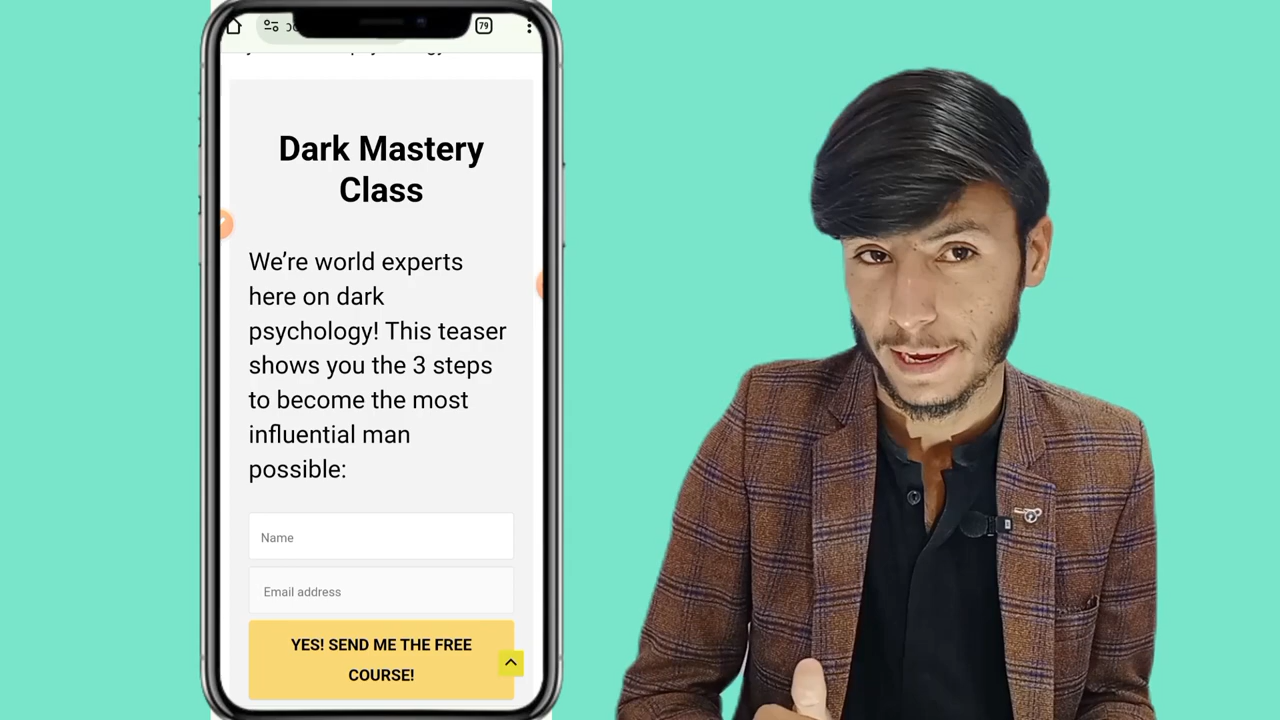 79
Dark Mastery
Class
We’re world experts
here on dark
psychology! This teaser
shows you the 3 steps
to become the most
influential man
possible:
Name
Email address
YES! SEND ME THE FREE
COURSE!